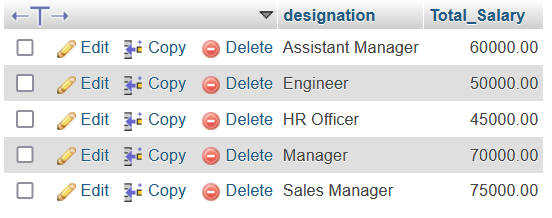 ←T→ designation Total_Salary
Edit Copy Delete Assistant Manager 60000.00
Edit Copy Delete Engineer 50000.00
Edit Copy Delete HR Officer 45000.00
Edit Copy Delete Manager 70000.00
Edit Copy Delete Sales Manager 75000.00